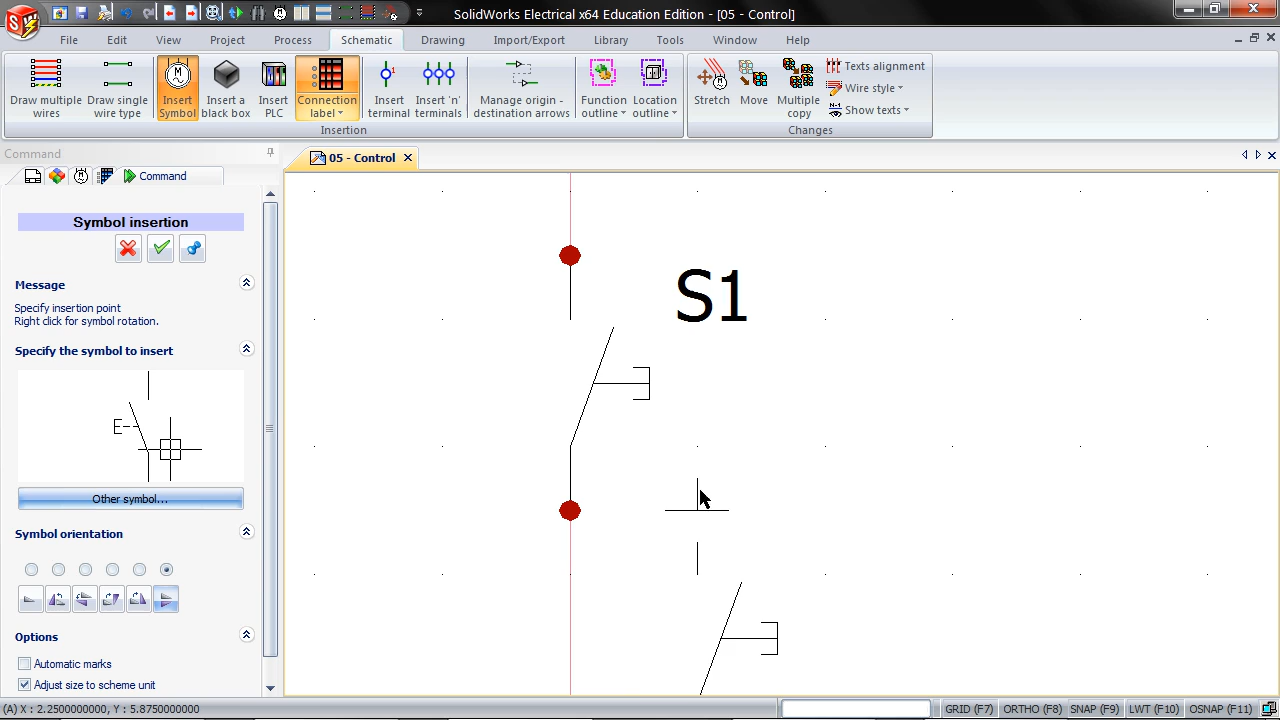 SolidWorks Electrical x64 Education Edition - [05 - Control]
File Edit View Project Process Schematic Drawing Import/Export Library Tools Window Help
Draw multiple wires
Draw single wire type
Insert Symbol
Insert a black box
Insert PLC
Connection label
Insert terminal
Insert 'n' terminals
Manage origin - destination arrows
Function outline
Location outline
Stretch
Move
Multiple copy
Texts alignment
Wire style
Show texts
Insertion
Changes
Command
05 - Control
Command
Symbol insertion
Message
Specify insertion point
Right click for symbol rotation.
Specify the symbol to insert
Other symbol...
Symbol orientation
Options
Automatic marks
Adjust size to scheme unit
S1
(A) X : 2.2500000000, Y : 5.8750000000
GRID (F7) ORTHO (F8) SNAP (F9) LWT (F10) OSNAP (F11)